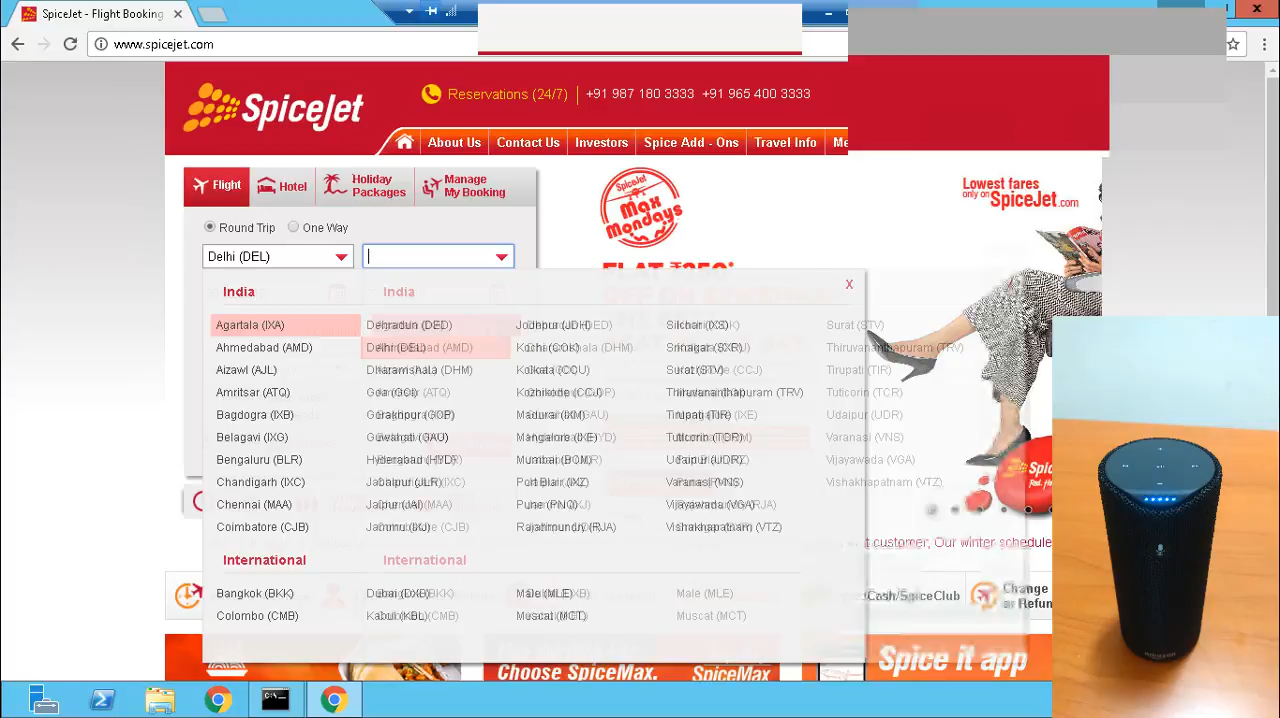 SpiceJet - Flight Booking
www.spicejet.com
SpiceJet
Reservations (24/7) +91 987 180 3333 +91 965 400 3333
About Us Contact Us Investors Spice Add - Ons Travel Info
Flight Hotel Holiday Packages Manage My Booking
SpiceJet
Max
Mondays
Lowest fares
only on SpiceJet.com
Round Trip One Way
Delhi (DEL)
India India X
Agartala (IXA)
Ahmedabad (AMD)
Aizawl (AJL)
Amritsar (ATQ)
Bagdogra (IXB)
Belagavi (IXG)
Bengaluru (BLR)
Chandigarh (IXC)
Chennai (MAA)
Coimbatore (CJB)
Dehradun (DED)
Delhi (DEL)
Dharamshala (DHM)
Goa (GOI)
Gorakhpur (GOP)
Guwahati (GAU)
Hyderabad (HYD)
Jaipur (JAI)
Jammu (IXJ)
Jodhpur (JDH)
Kochi (COK)
Kolkata (CCU)
Kozhikode (CCJ)
Madurai (IXM)
Mangalore (IXE)
Mumbai (BOM)
Port Blair (IXZ)
Pune (PNQ)
Rajahmundry (RJA)
Silchar (IXS)
Srinagar (SXR)
Surat (STV)
Thiruvananthapuram (TRV)
Tirupati (TIR)
Tuticorin (TCR)
Udaipur (UDR)
Varanasi (VNS)
Vijayawada (VGA)
Vishakhapatnam (VTZ)
Surat (STV)
Thiruvananthapuram (TRV)
Tirupati (TIR)
Tuticorin (TCR)
Udaipur (UDR)
Varanasi (VNS)
Vijayawada (VGA)
Vishakhapatnam (VTZ)
International International
Bangkok (BKK) Dubai (DXB) Male (MLE) Male (MLE)
Colombo (CMB) Kabul (KBL) Muscat (MCT) Muscat (MCT)
customer, Our winter schedule
Cash/SpiceClub
Change
or Refun
Choose SpiceMax. SpiceMax
Spice it app
amazon